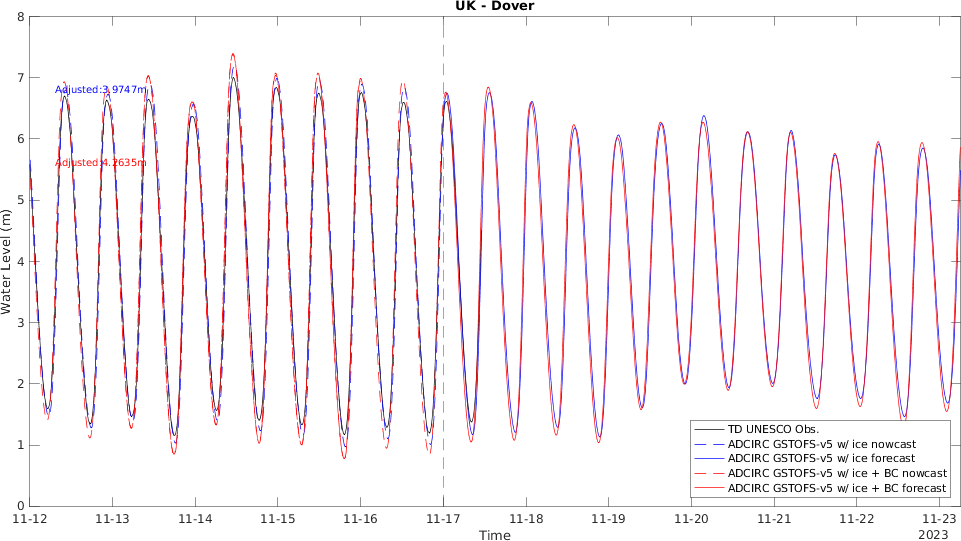 UK - Dover
8
7
6
5
4
3
2
1
0
Water Level (m)
Adjusted:3.9747m
Adjusted:4.2635m
TD UNESCO Obs.
ADCIRC GSTOFS-v5 w/ ice nowcast
ADCIRC GSTOFS-v5 w/ ice forecast
ADCIRC GSTOFS-v5 w/ ice + BC nowcast
ADCIRC GSTOFS-v5 w/ ice + BC forecast
11-12 11-13 11-14 11-15 11-16 11-17 11-18 11-19 11-20 11-21 11-22 11-23
Time
2023